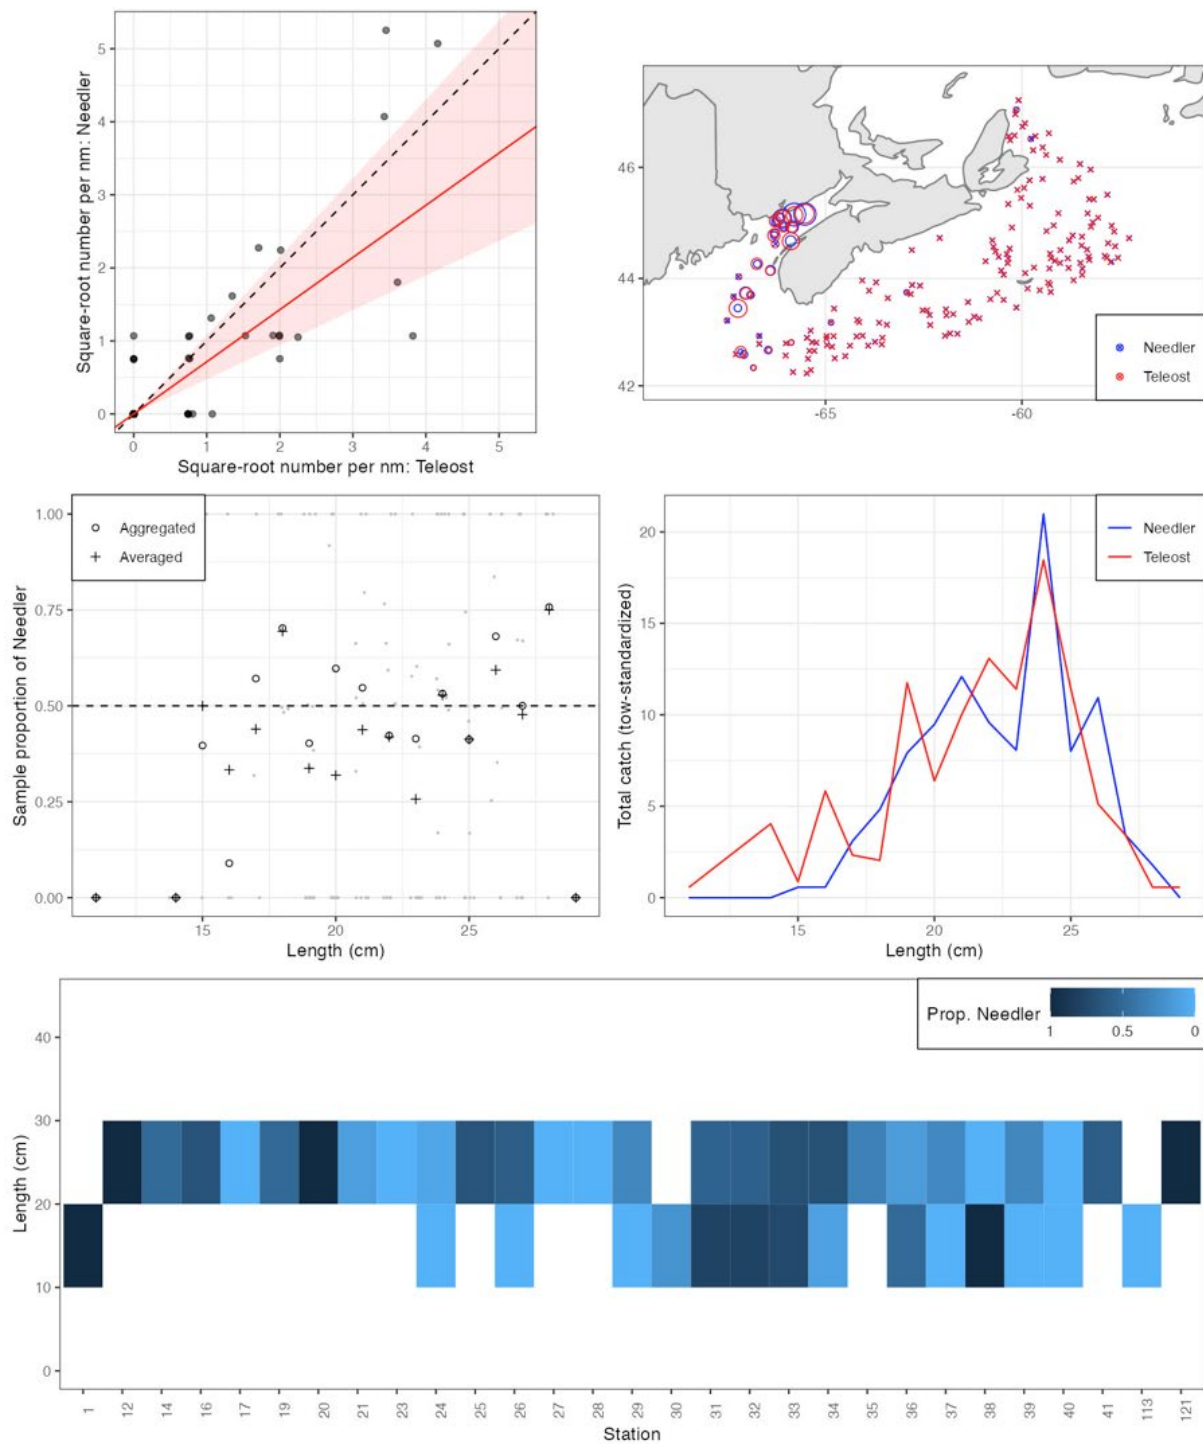 Square-root number per nm: Needler
5
4
3
2
1
0
0 1 2 3 4 5
Square-root number per nm: Teleost
46
44
42
-65 -60
Needler
Teleost
Sample proportion of Needler
1.00
0.75
0.50
0.25
0.00
Aggregated
Averaged
15 20 25
Length (cm)
Total catch (tow-standardized)
20
15
10
5
0
Needler
Teleost
15 20 25
Length (cm)
Prop. Needler
1 0.5 0
Length (cm)
40
30
20
10
0
1 12 14 16 17 19 20 21 23 24 25 26 27 28 29 30 31 32 33 34 35 36 37 38 39 40 41 113 121
Station